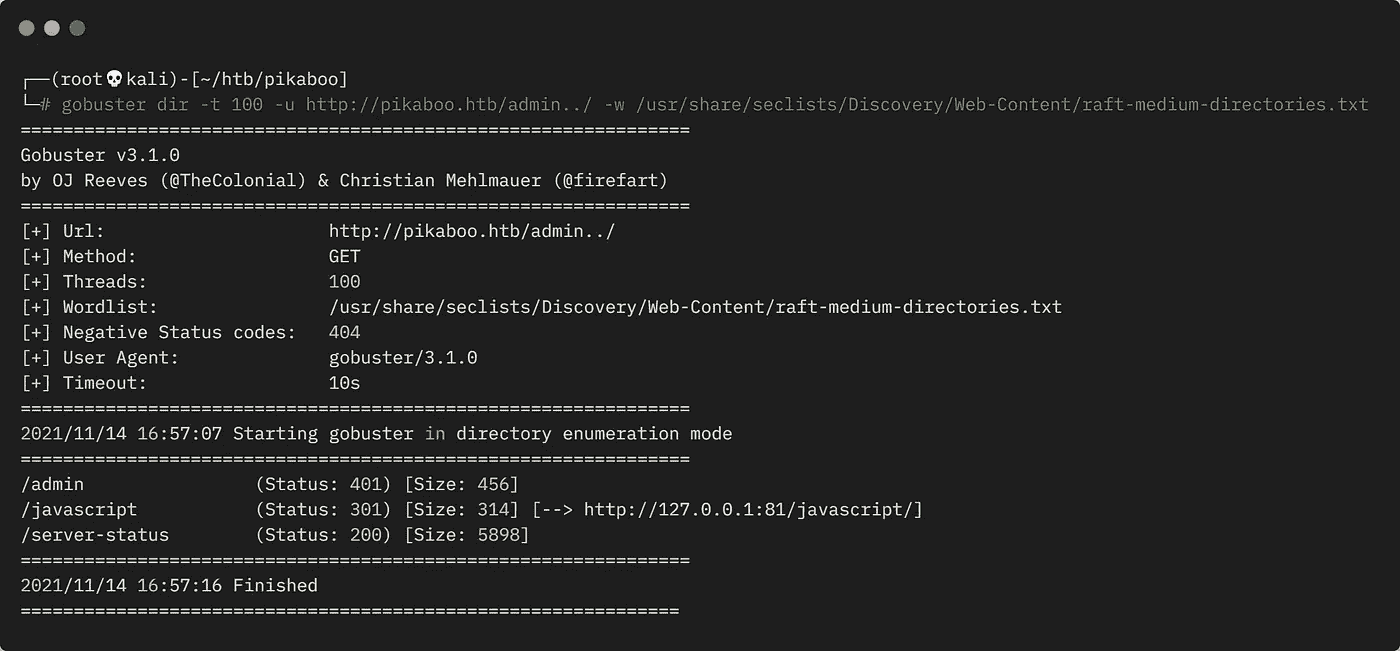 ┌──(root💀kali)-[~/htb/pikaboo]
└─# gobuster dir -t 100 -u http://pikaboo.htb/admin../ -w /usr/share/seclists/Discovery/Web-Content/raft-medium-directories.txt
===============================================================
Gobuster v3.1.0
by OJ Reeves (@TheColonial) & Christian Mehlmauer (@firefart)
===============================================================
[+] Url:                     http://pikaboo.htb/admin../
[+] Method:                  GET
[+] Threads:                 100
[+] Wordlist:                /usr/share/seclists/Discovery/Web-Content/raft-medium-directories.txt
[+] Negative Status codes:   404
[+] User Agent:              gobuster/3.1.0
[+] Timeout:                 10s
===============================================================
2021/11/14 16:57:07 Starting gobuster in directory enumeration mode
===============================================================
/admin                (Status: 401) [Size: 456]
/javascript           (Status: 301) [Size: 314] [--> http://127.0.0.1:81/javascript/]
/server-status        (Status: 200) [Size: 5898]
===============================================================
2021/11/14 16:57:16 Finished
==============================================================